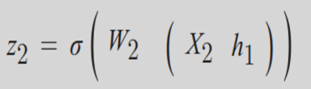 z₂ = σ ( W₂ ( X₂ h₁ ) )